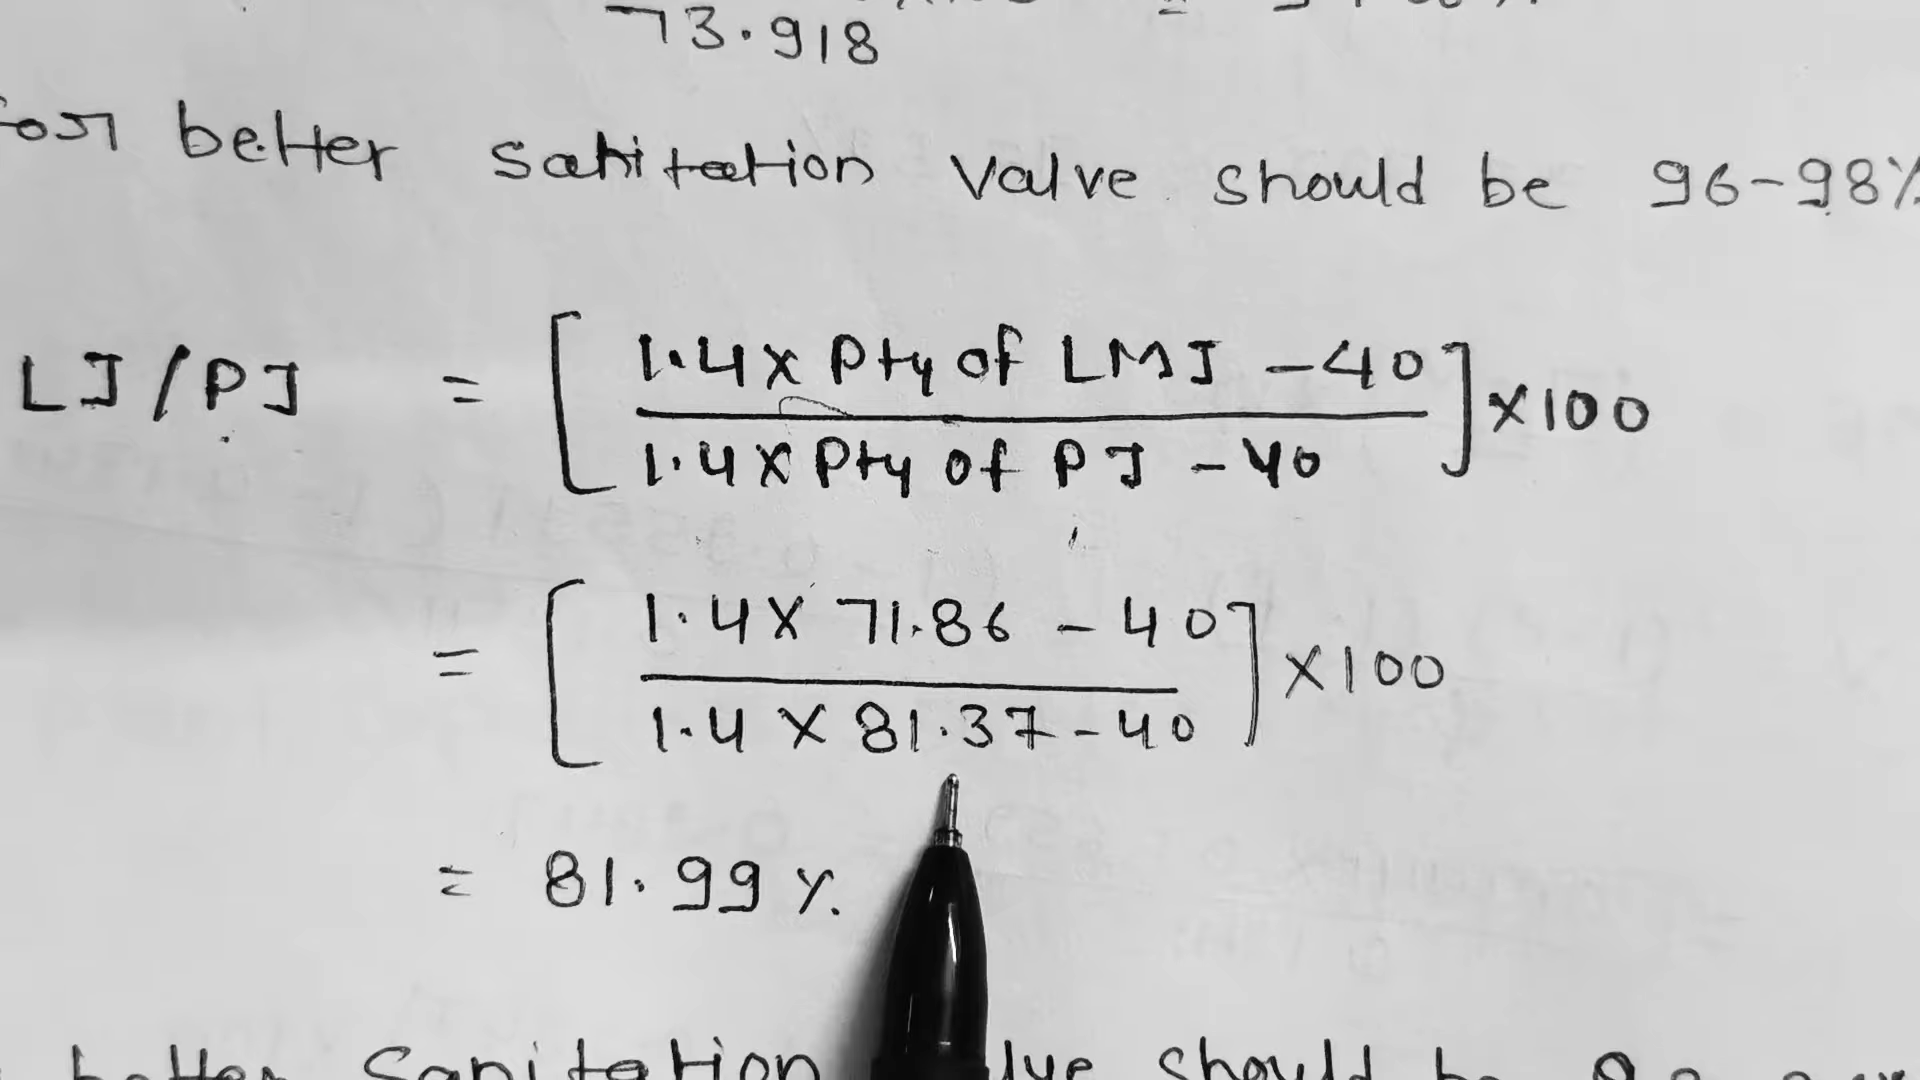 73.918
for better sanitation Valve should be 96-98%
LJ/PJ = [1.4 x Pty of LMJ - 40 / 1.4 x Pty of PJ - 40] x 100
= [1.4 x 71.86 - 40 / 1.4 x 81.37 - 40] x 100
= 81.99 %.
better sanitation should